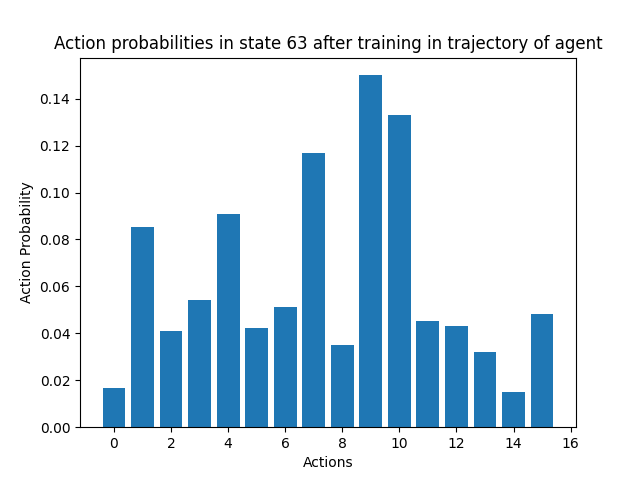 Action probabilities in state 63 after training in trajectory of agent
0.14
0.12
0.10
0.08
0.06
0.04
0.02
0.00
Action Probability
0 2 4 6 8 10 12 14 16
Actions